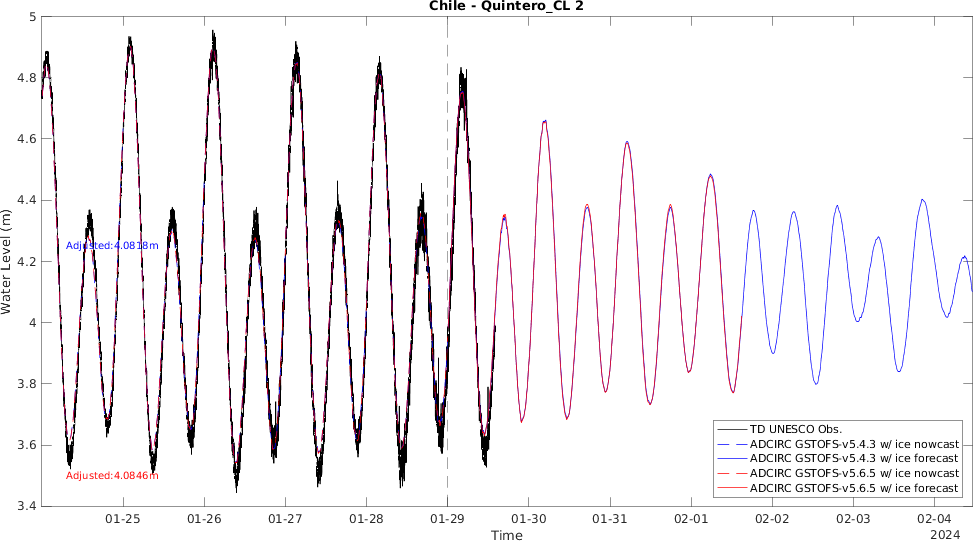 Chile - Quintero_CL 2
5
4.8
4.6
4.4
4.2
4
3.8
3.6
3.4
Water Level (m)
Adjusted:4.0818m
Adjusted:4.0846m
TD UNESCO Obs.
ADCIRC GSTOFS-v5.4.3 w/ ice nowcast
ADCIRC GSTOFS-v5.4.3 w/ ice forecast
ADCIRC GSTOFS-v5.6.5 w/ ice nowcast
ADCIRC GSTOFS-v5.6.5 w/ ice forecast
01-25 01-26 01-27 01-28 01-29 01-30 01-31 02-01 02-02 02-03 02-04
Time
2024